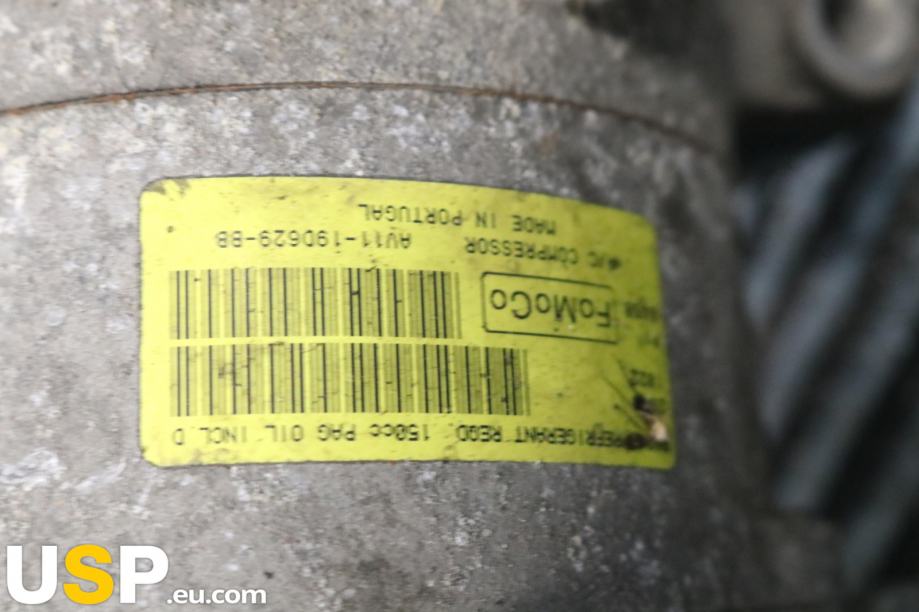 REFRIGERANT REQD. 150cc PAG OIL INCL. D
FoMoCo
A/C COMPRESSOR AV11-19D629-BB
MADE IN PORTUGAL
USP.eu.com